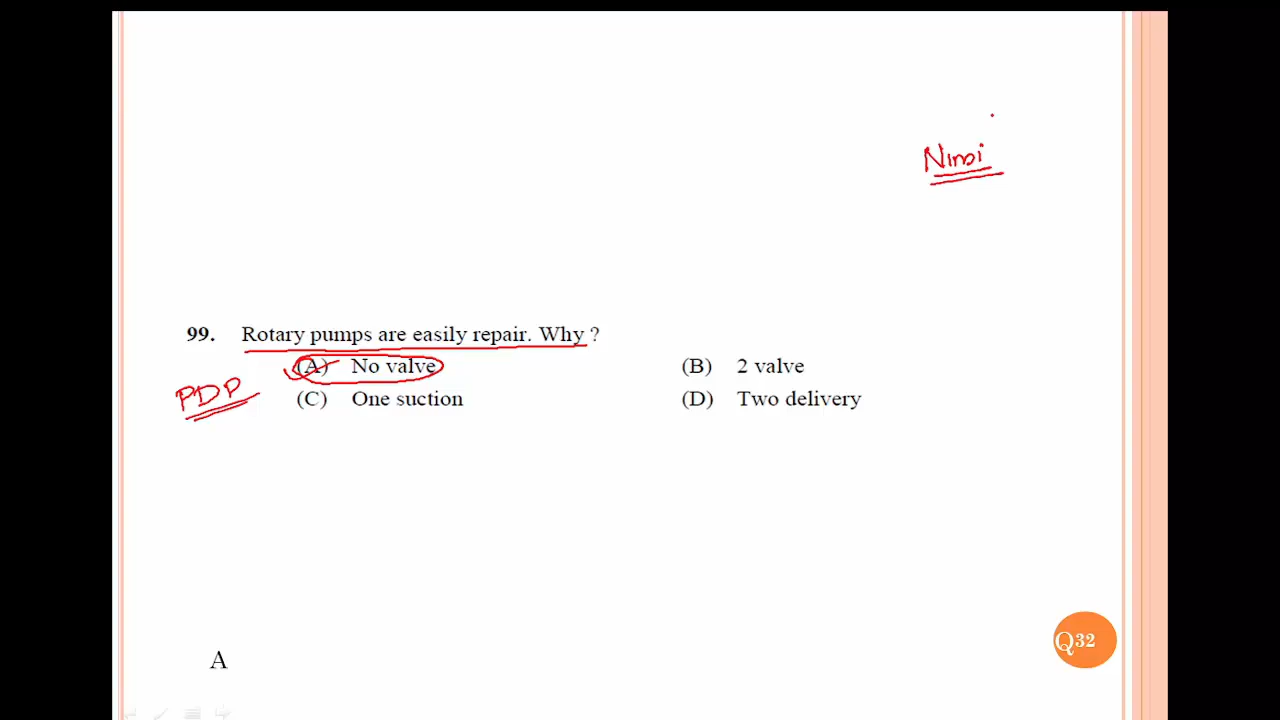 Nimi
99. Rotary pumps are easily repair. Why ?
(A) No valve (B) 2 valve
PDP
(C) One suction (D) Two delivery
A
Q32